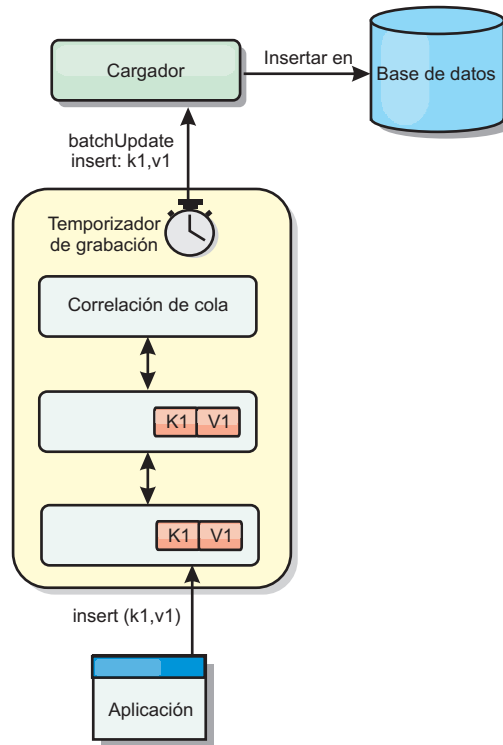 Cargador
Insertar en
Base de datos
batchUpdate
insert: k1,v1
Temporizador
de grabación
Correlación de cola
K1 V1
K1 V1
insert (k1,v1)
Aplicación